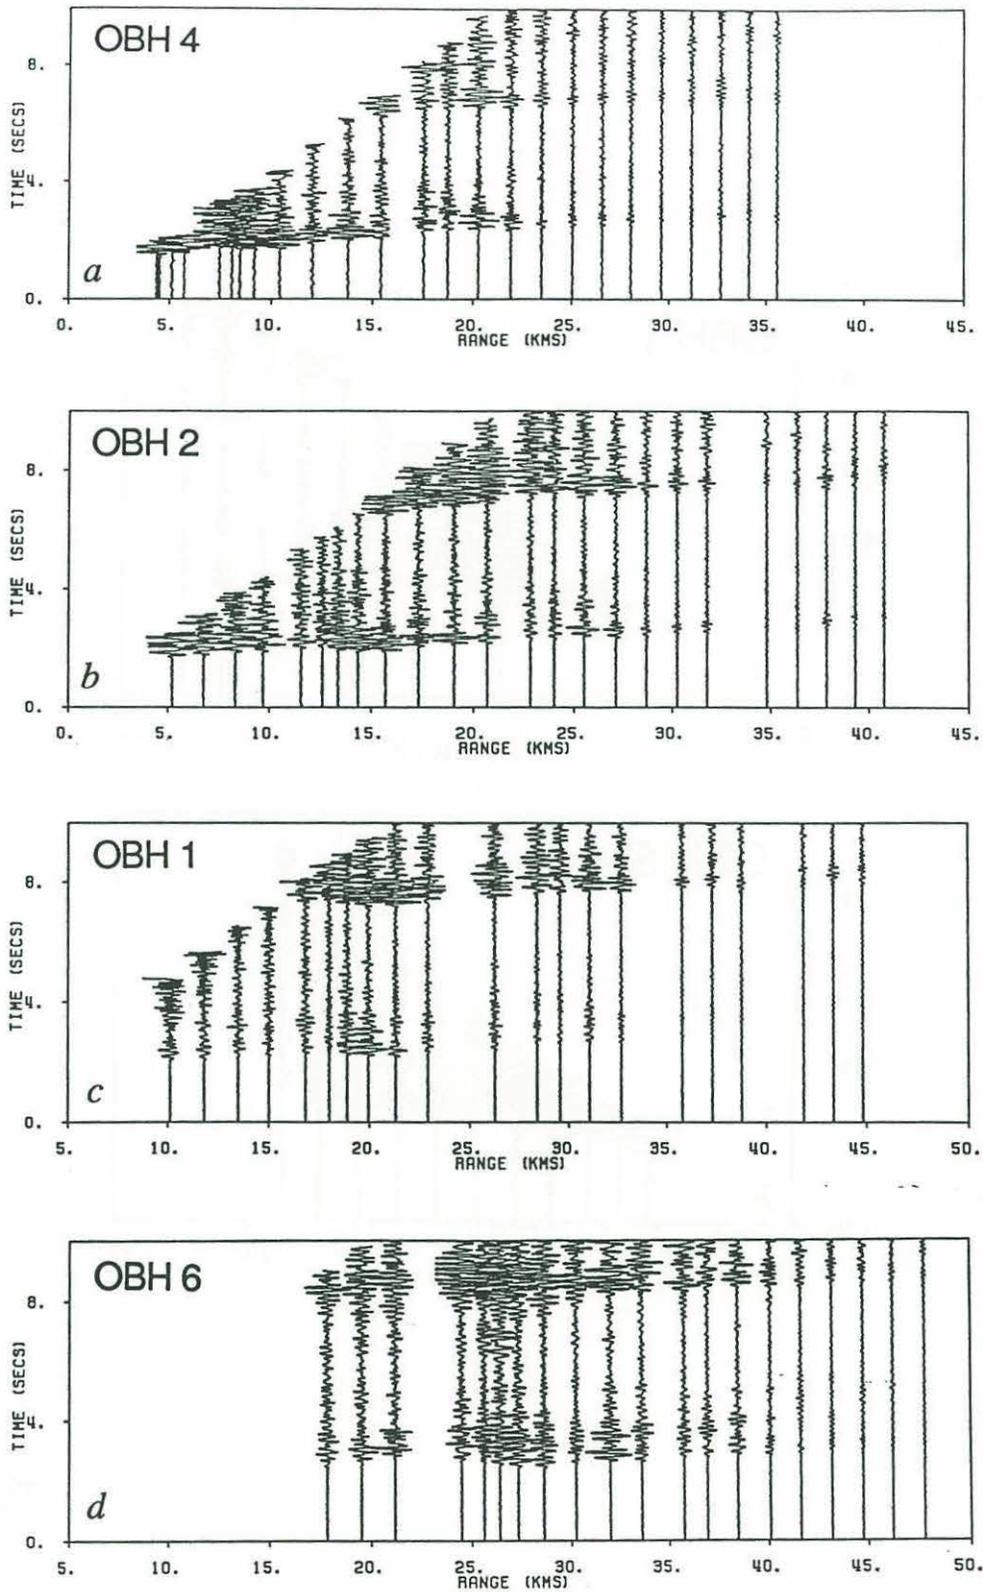 OBH 4
8.
4.
0.
TIME (SECS)
a
0. 5. 10. 15. 20. 25. 30. 35. 40. 45.
RANGE (KMS)
OBH 2
8.
4.
0.
TIME (SECS)
b
0. 5. 10. 15. 20. 25. 30. 35. 40. 45.
RANGE (KMS)
OBH 1
8.
4.
0.
TIME (SECS)
c
5. 10. 15. 20. 25. 30. 35. 40. 45. 50.
RANGE (KMS)
OBH 6
8.
4.
0.
TIME (SECS)
d
5. 10. 15. 20. 25. 30. 35. 40. 45. 50.
RANGE (KMS)